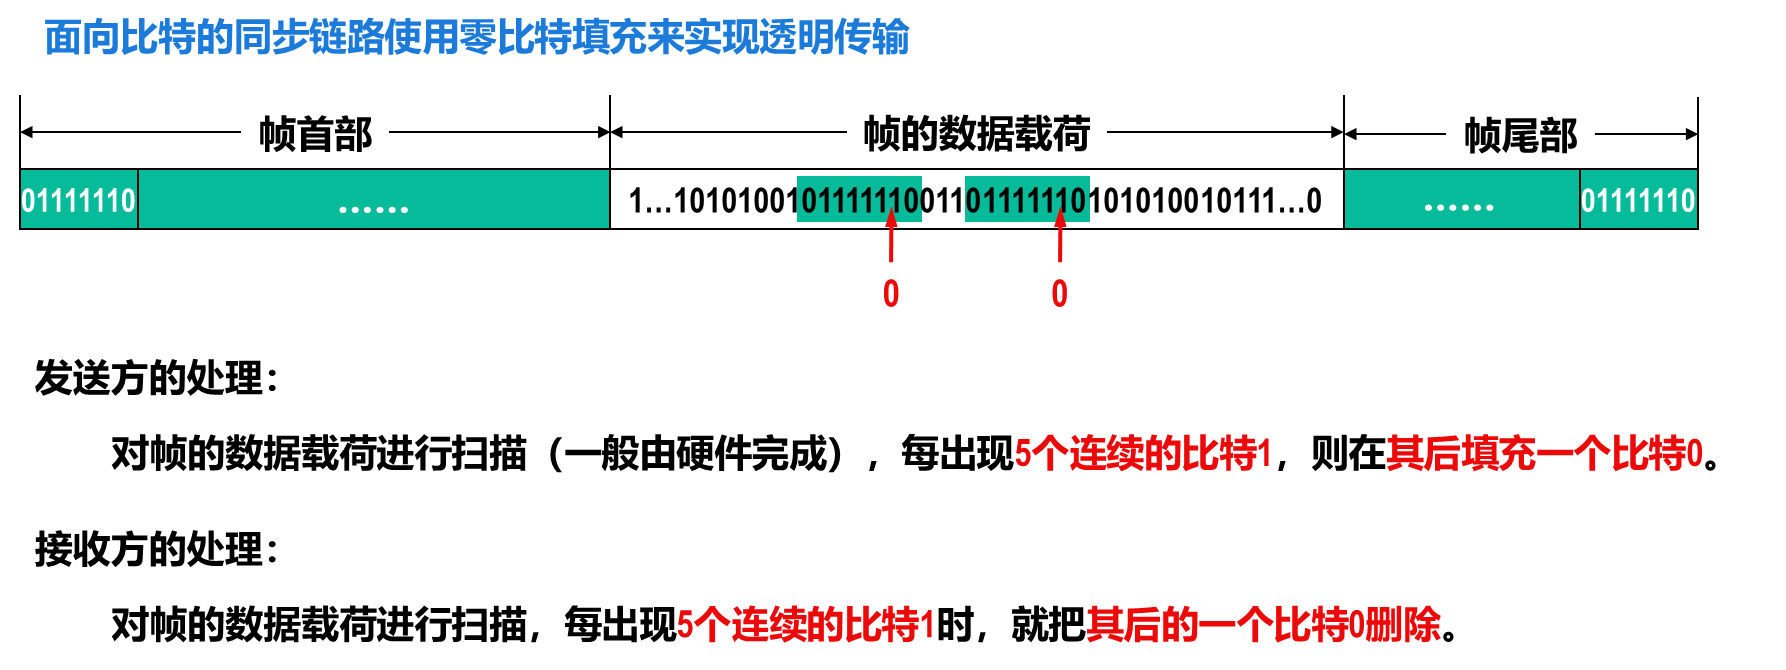 面向比特的同步链路使用零比特填充来实现透明传输
帧首部 帧的数据载荷 帧尾部
01111110 …… 1…101010010111111001101111110101010010111…0 …… 01111110
0 0
发送方的处理：
对帧的数据载荷进行扫描（一般由硬件完成），每出现5个连续的比特1，则在其后填充一个比特0。
接收方的处理：
对帧的数据载荷进行扫描，每出现5个连续的比特1时，就把其后的一个比特0删除。